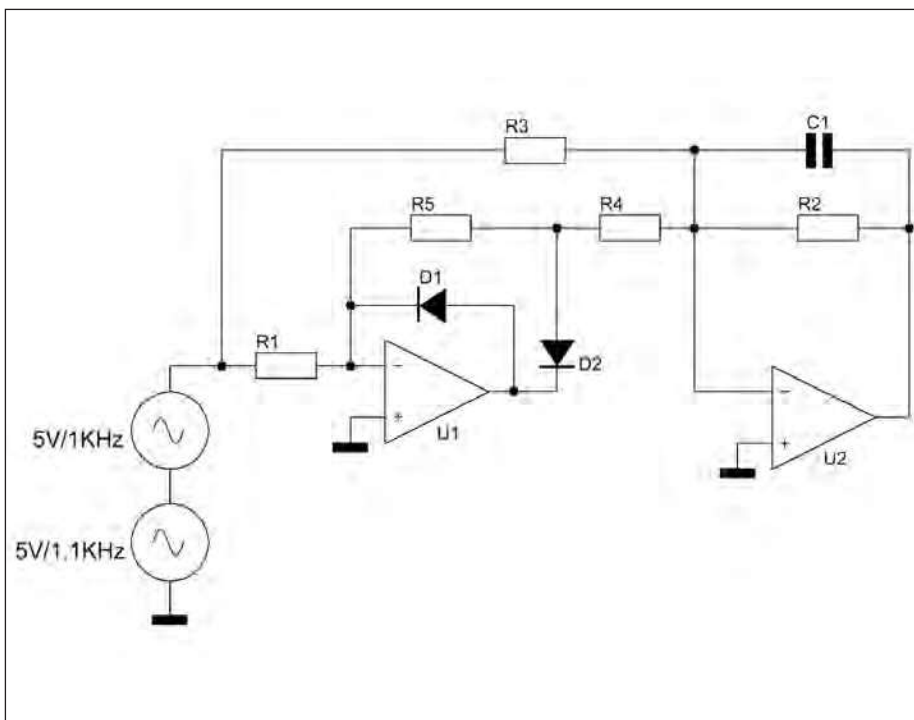 C1
R3
R5
R4
R2
D1
R1
D2
−
+
U1
−
+
U2
5V/1KHz
5V/1.1KHz